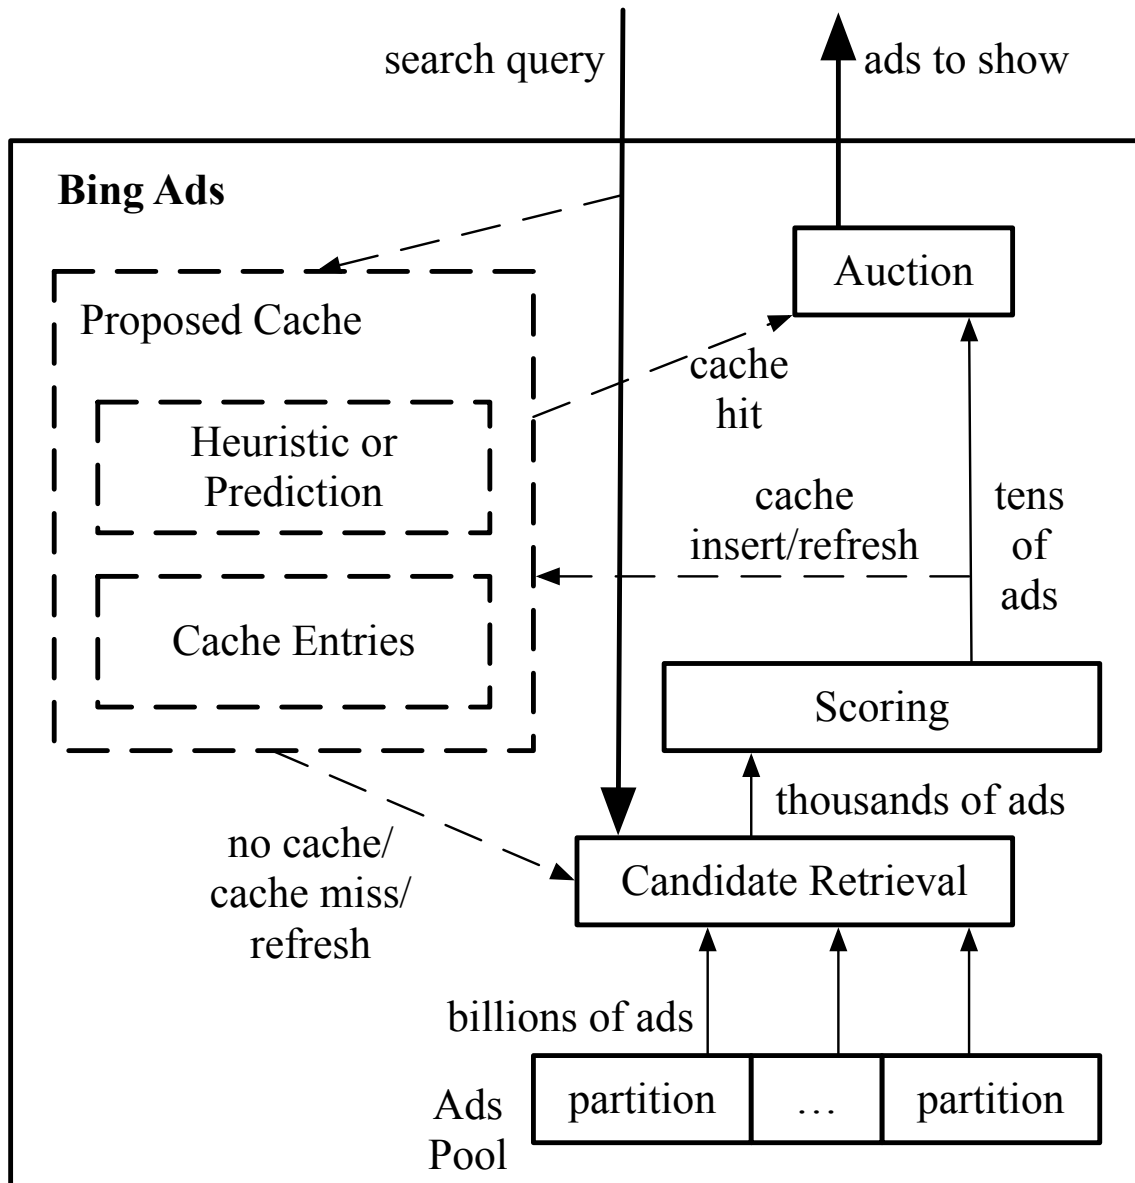 search query
ads to show
Bing Ads
Auction
Proposed Cache
cache
hit
Heuristic or
Prediction
cache
insert/refresh
tens
of
ads
Cache Entries
Scoring
thousands of ads
no cache/
cache miss/
refresh
Candidate Retrieval
billions of ads
Ads
Pool
partition
...
partition